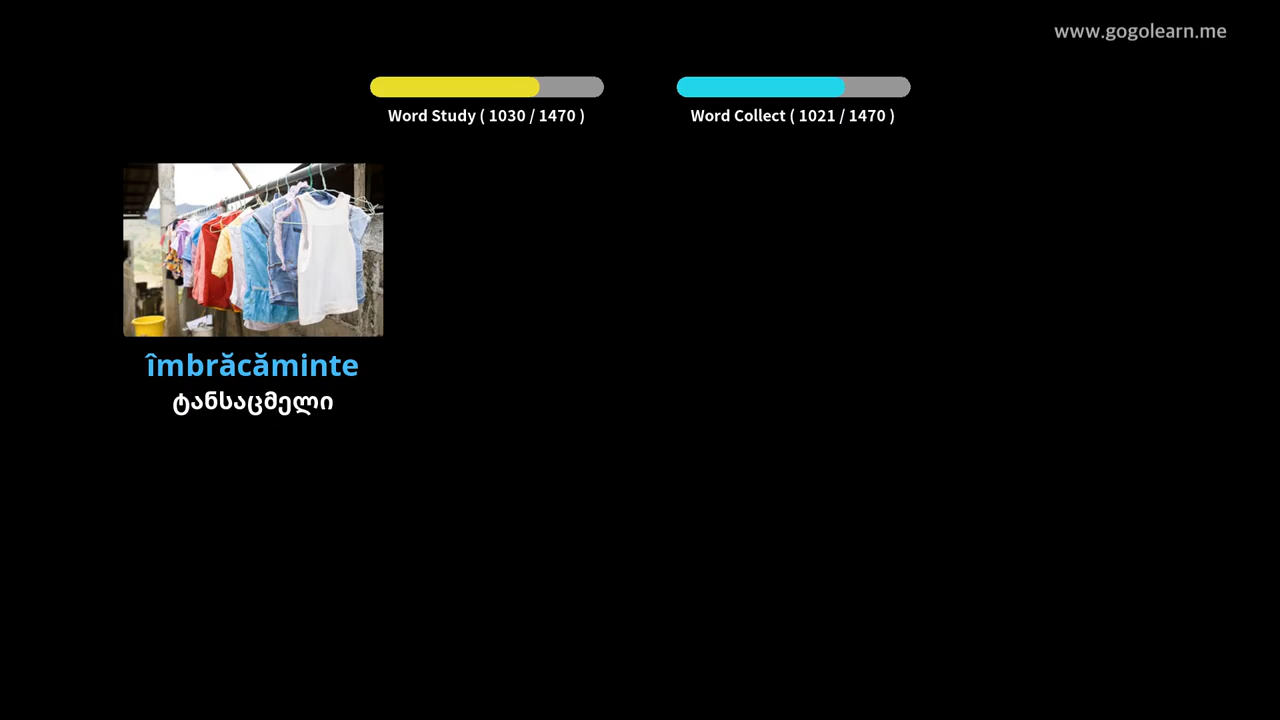 www.gogolearn.me
Word Study ( 1030 / 1470 )
Word Collect ( 1021 / 1470 )
îmbrăcăminte
ტანსაცმელი